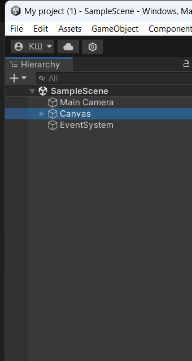 My project (1) - SampleScene - Windows, Ma
File Edit Assets GameObject Component
КШ
Hierarchy
All
SampleScene
Main Camera
Canvas
EventSystem